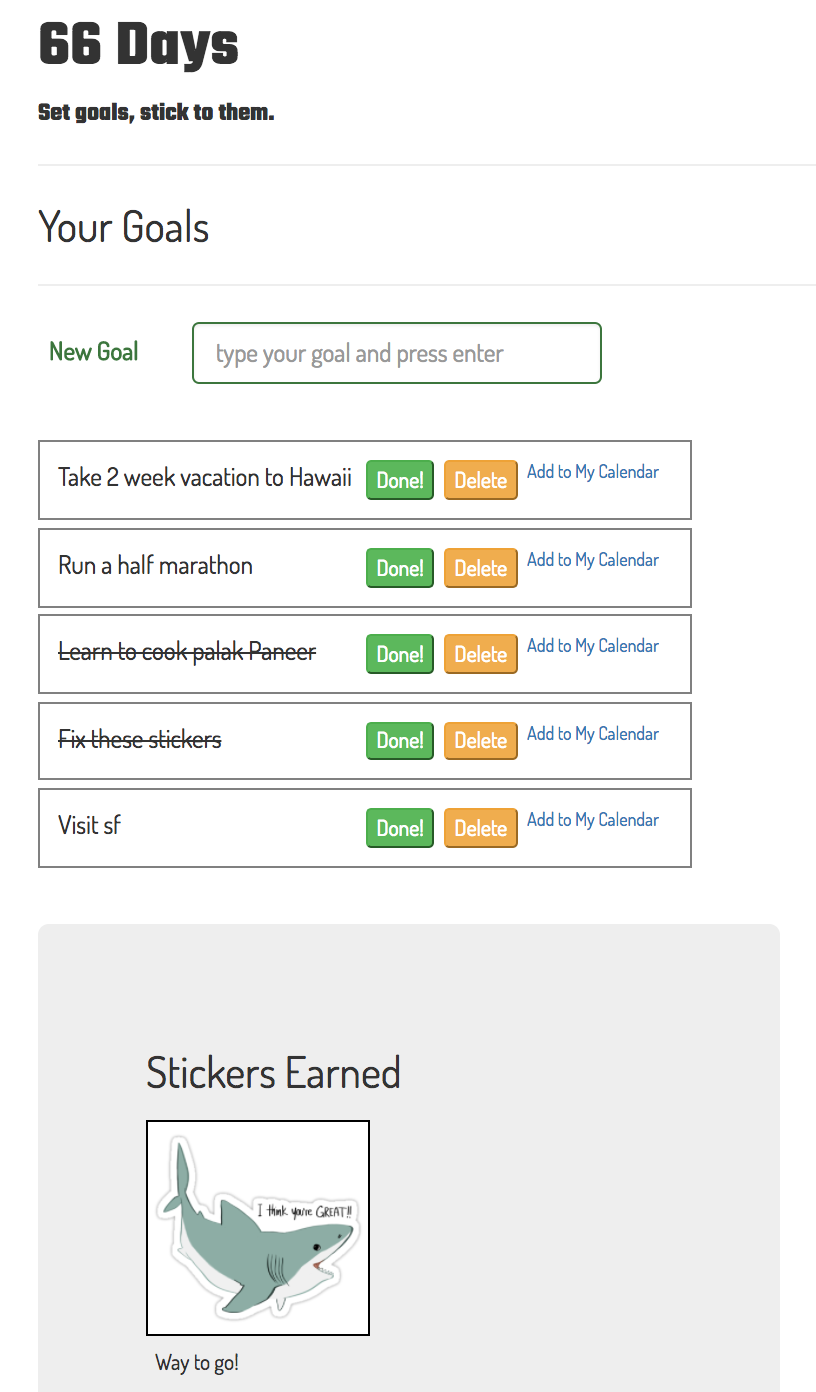 66 Days
Set goals, stick to them.
Your Goals
New Goal type your goal and press enter
Take 2 week vacation to Hawaii Done! Delete Add to My Calendar
Run a half marathon Done! Delete Add to My Calendar
Learn to cook palak Paneer Done! Delete Add to My Calendar
Fix these stickers Done! Delete Add to My Calendar
Visit sf Done! Delete Add to My Calendar
Stickers Earned
I think you're GREAT!!
Way to go!